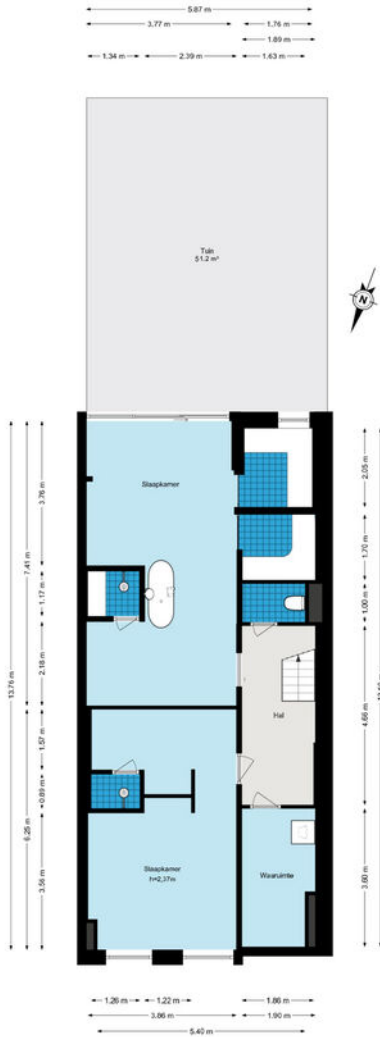 5.87 m
3.77 m
1.76 m
1.89 m
1.34 m
2.39 m
1.63 m
Tuin
51.2 m²
N
Slaapkamer
2.05 m
3.76 m
7.41 m
1.70 m
1.17 m
1.00 m
2.18 m
13.76 m
4.66 m
Hal
1.57 m
0.89 m
6.25 m
Slaapkamer
h=2,37m
Wasruimte
3.56 m
3.60 m
1.26 m
1.22 m
1.86 m
3.86 m
1.90 m
5.40 m